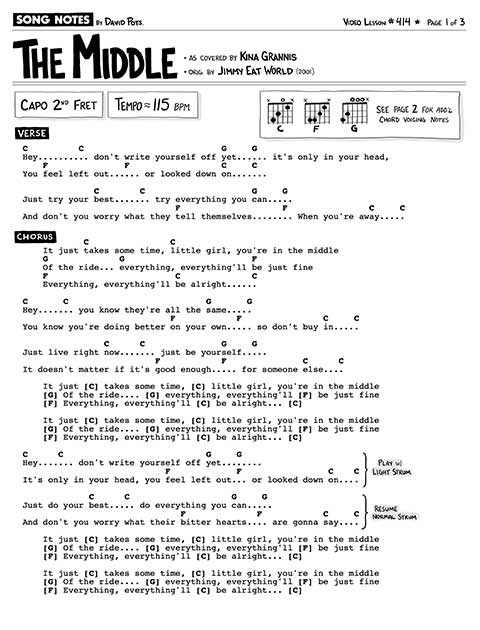 SONG NOTES BY DAVID POTS. VIDEO LESSON #414 ★ PAGE 1 OF 3
THE MIDDLE
• AS COVERED BY KINA GRANNIS
• ORIG. BY JIMMY EAT WORLD (2001)
CAPO 2ND FRET
TEMPO ≈ 115 BPM
C F G
SEE PAGE 2 FOR ADD'L
CHORD VOICING NOTES
VERSE
C C G G
Hey.......... don't write yourself off yet...... it's only in your head,
F F C C
You feel left out...... or looked down on.......
C C G G
Just try your best....... try everything you can.....
F F C C
And don't you worry what they tell themselves........ When you're away.....
CHORUS
C C
It just takes some time, little girl, you're in the middle
G G F
Of the ride... everything, everything'll be just fine
F C C
Everything, everything'll be alright......
C C G G
Hey....... you know they're all the same.....
F F C C
You know you're doing better on your own..... so don't buy in.....
C C G G
Just live right now....... just be yourself.....
F F C C
It doesn't matter if it's good enough..... for someone else....
It just [C] takes some time, [C] little girl, you're in the middle
[G] Of the ride.... [G] everything, everything'll [F] be just fine
[F] Everything, everything'll [C] be alright... [C]
It just [C] takes some time, [C] little girl, you're in the middle
[G] Of the ride.... [G] everything, everything'll [F] be just fine
[F] Everything, everything'll [C] be alright... [C]
C C G G
Hey....... don't write yourself off yet........
F F C C
It's only in your head, you feel left out... or looked down on....
PLAY W/
LIGHT STRUM
C C G G
Just do your best..... do everything you can.....
F F C C
And don't you worry what their bitter hearts.... are gonna say....
RESUME
NORMAL STRUM
It just [C] takes some time, [C] little girl, you're in the middle
[G] Of the ride.... [G] everything, everything'll [F] be just fine
[F] Everything, everything'll [C] be alright... [C]
It just [C] takes some time, [C] little girl, you're in the middle
[G] Of the ride.... [G] everything, everything'll [F] be just fine
[F] Everything, everything'll [C] be alright... [C]